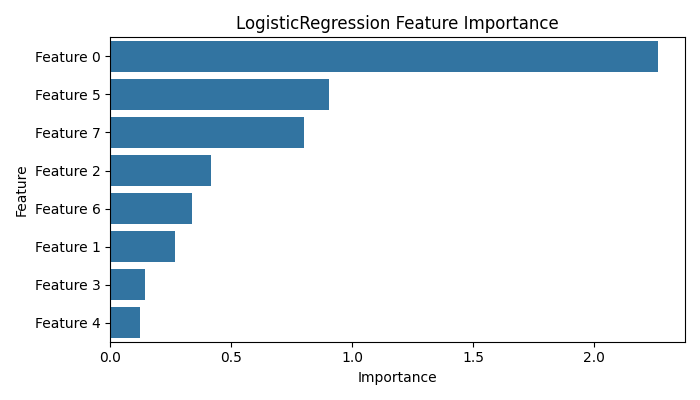 LogisticRegression Feature Importance
Feature 0
Feature 5
Feature 7
Feature 2
Feature 6
Feature 1
Feature 3
Feature 4
Feature
0.0 0.5 1.0 1.5 2.0
Importance